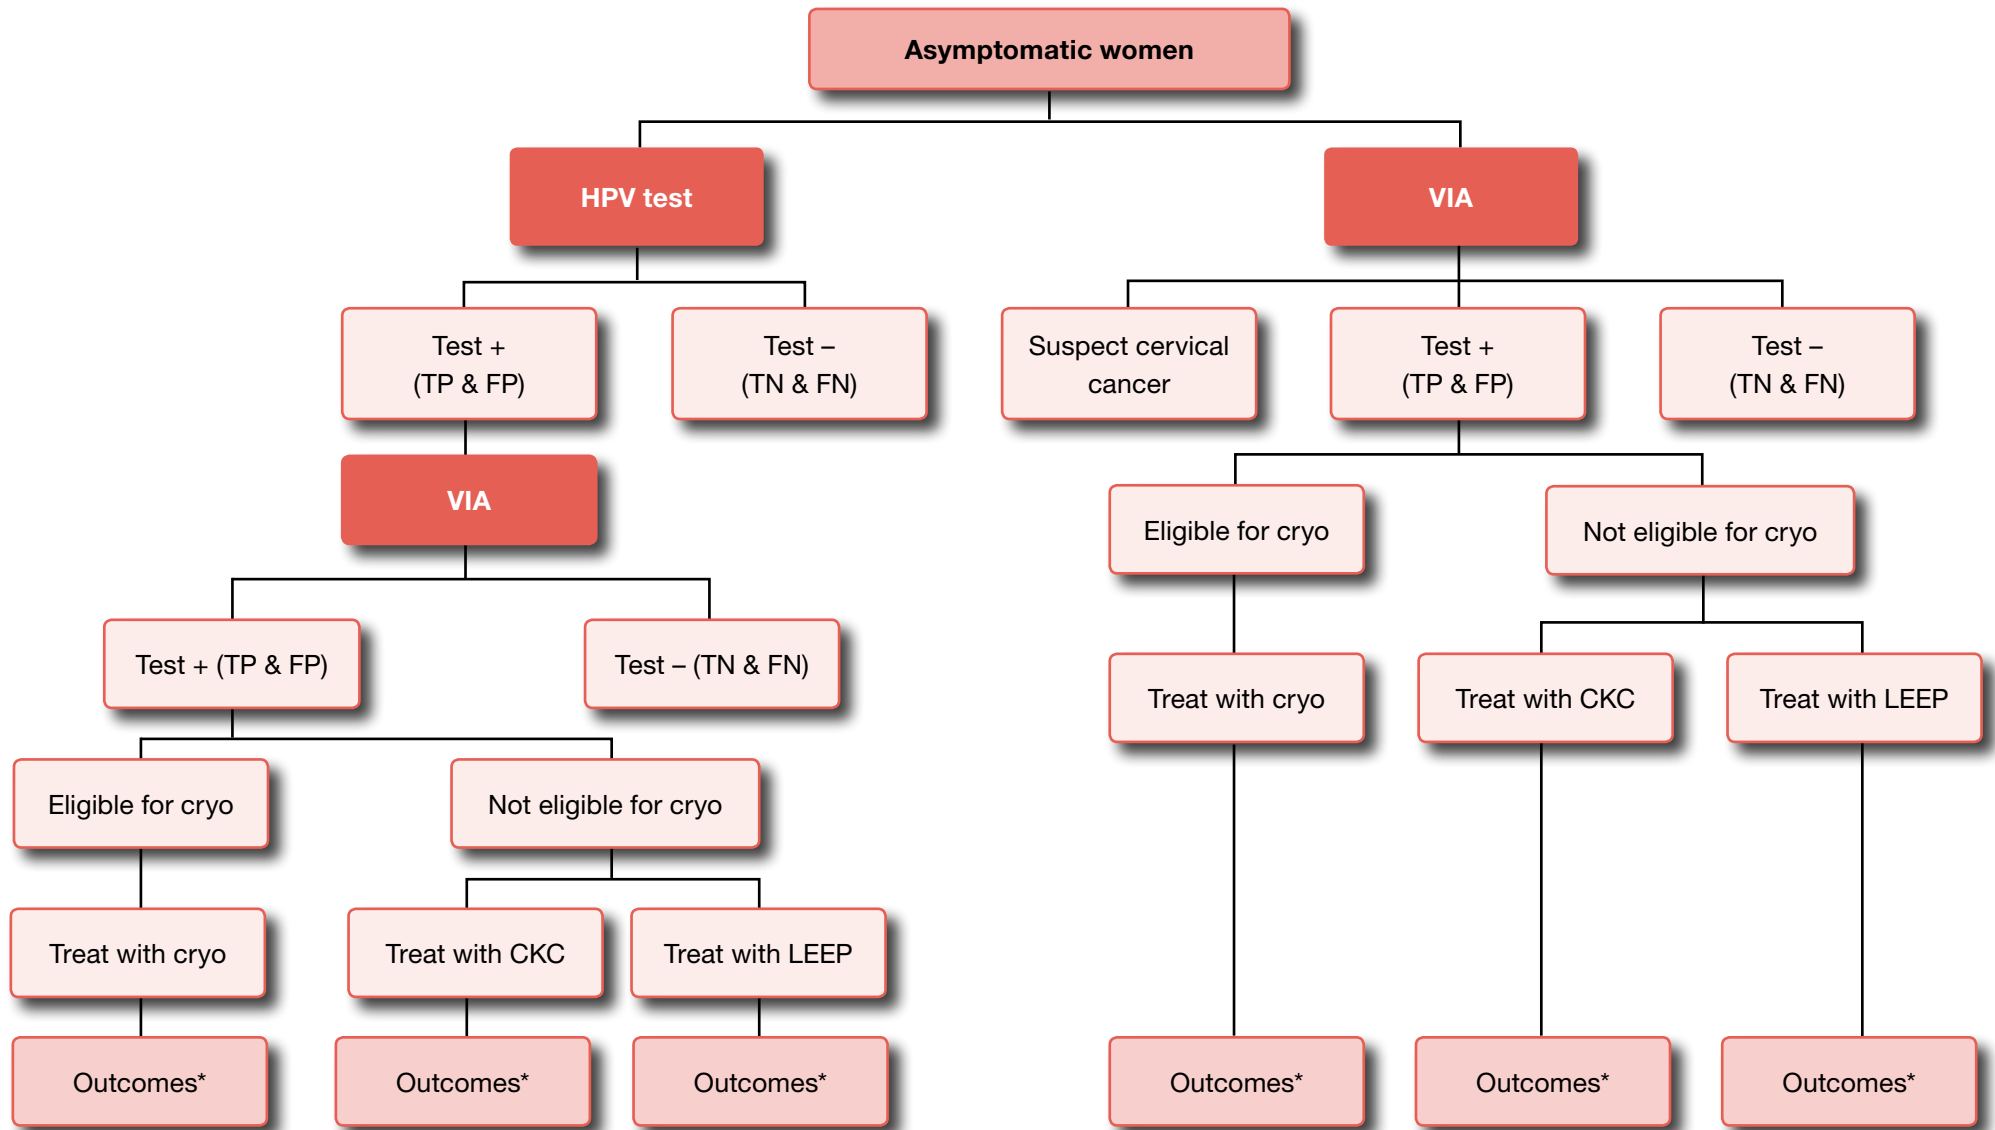 Asymptomatic women
HPV test
VIA
Test +
(TP & FP)
Test –
(TN & FN)
Suspect cervical
cancer
Test +
(TP & FP)
Test –
(TN & FN)
VIA
Eligible for cryo
Not eligible for cryo
Test + (TP & FP)
Test – (TN & FN)
Treat with cryo
Treat with CKC
Treat with LEEP
Eligible for cryo
Not eligible for cryo
Treat with cryo
Treat with CKC
Treat with LEEP
Outcomes*
Outcomes*
Outcomes*
Outcomes*
Outcomes*
Outcomes*